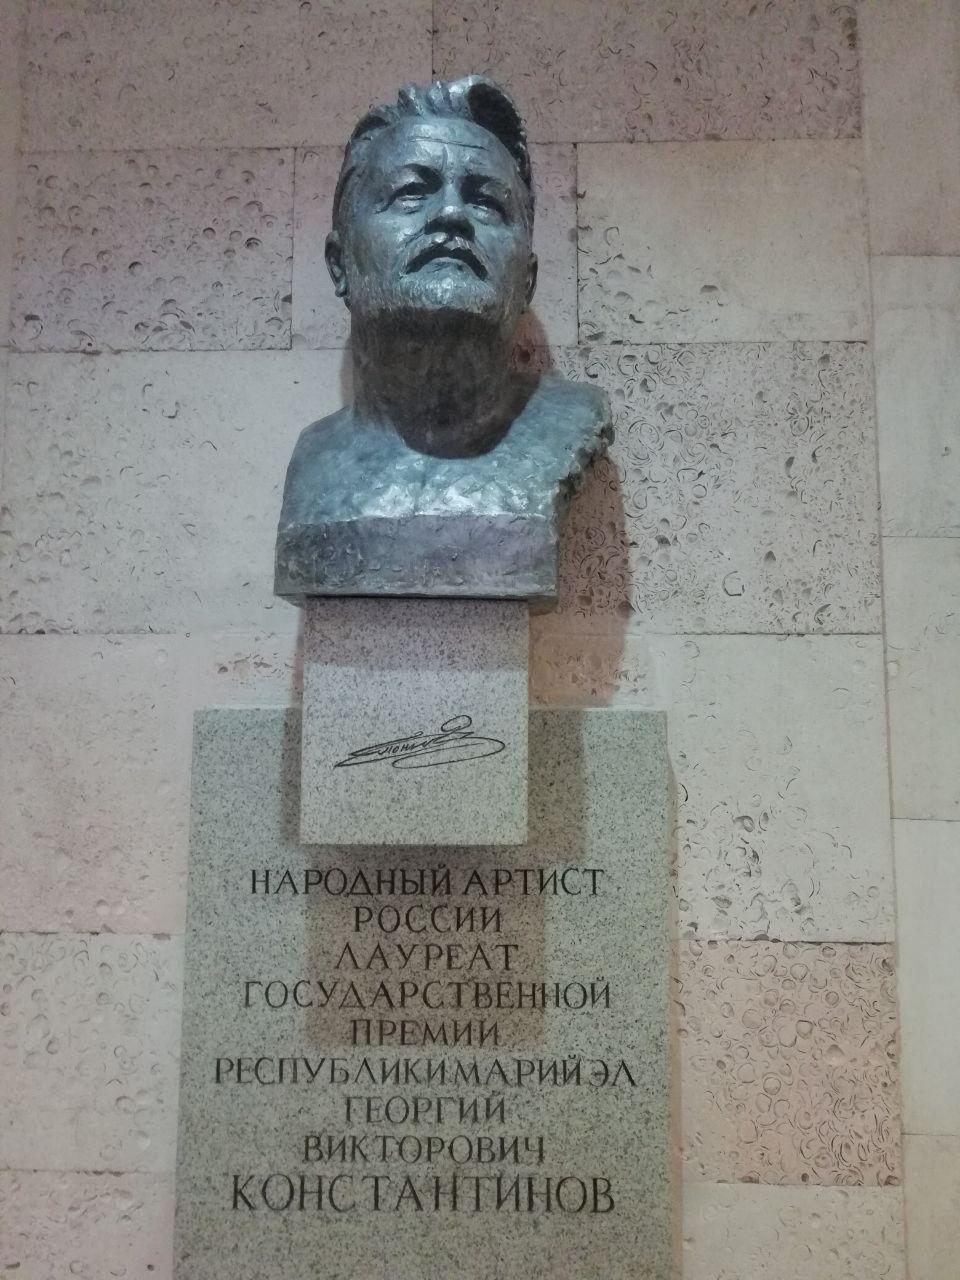 НАРОДНЫЙ АРТИСТ
РОССИИ
ЛАУРЕАТ
ГОСУДАРСТВЕННОЙ
ПРЕМИИ
РЕСПУБЛИКИ МАРИЙ ЭЛ
ГЕОРГИЙ
ВИКТОРОВИЧ
КОНСТАНТИНОВ